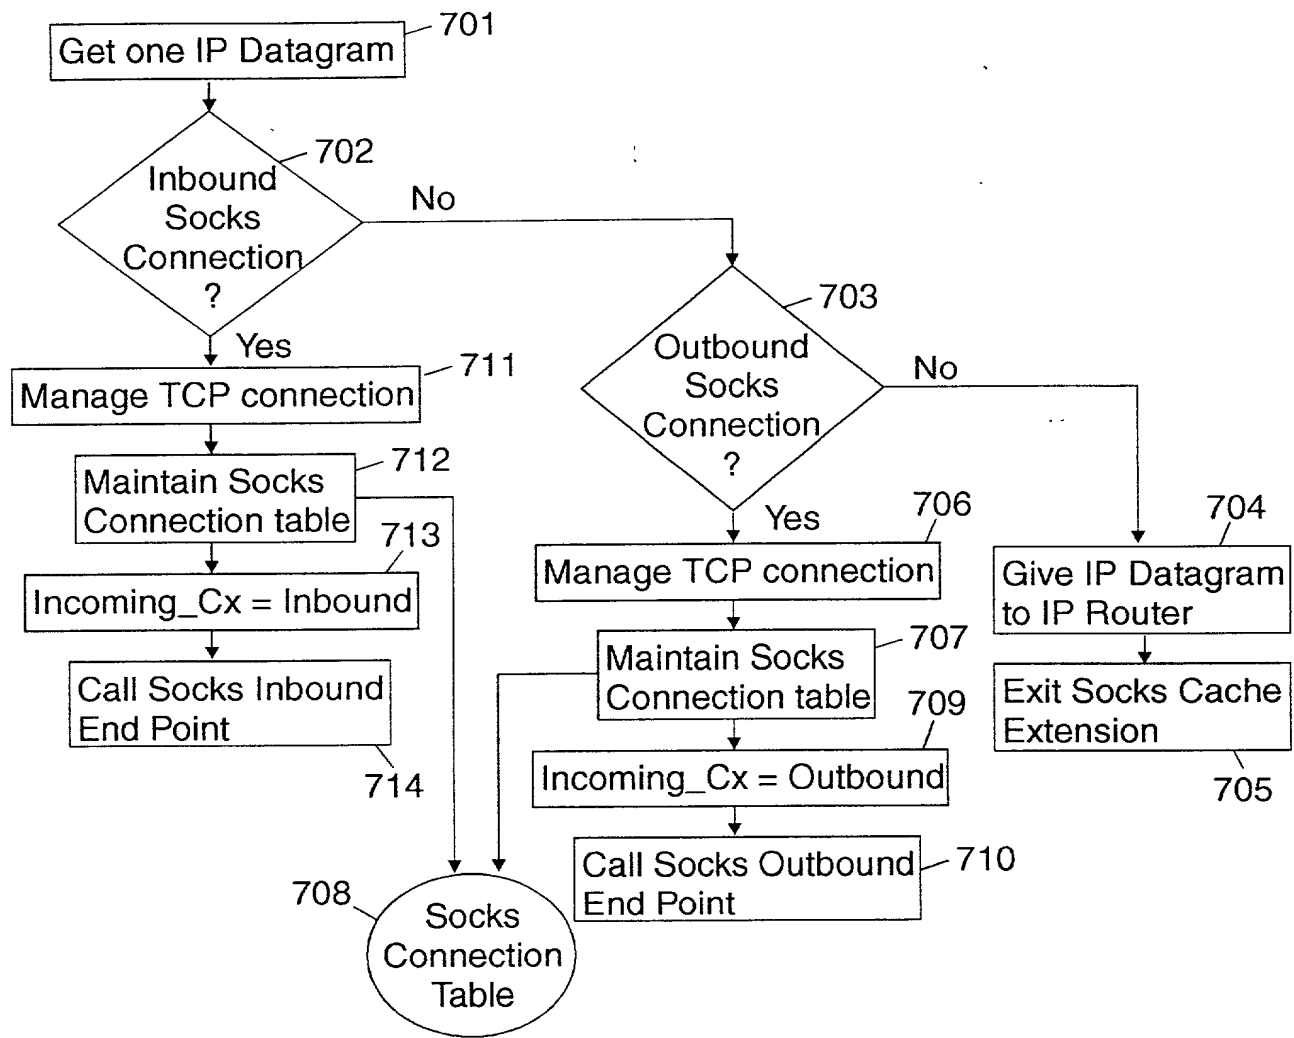 Get one IP Datagram
701
702
Inbound
Socks
Connection
?
No
Yes
703
Outbound
Socks
Connection
?
No
Yes
711
Manage TCP connection
712
Maintain Socks
Connection table
713
Incoming_Cx = Inbound
Call Socks Inbound
End Point
714
706
Manage TCP connection
707
Maintain Socks
Connection table
709
Incoming_Cx = Outbound
Call Socks Outbound
End Point
710
704
Give IP Datagram
to IP Router
Exit Socks Cache
Extension
705
708
Socks
Connection
Table